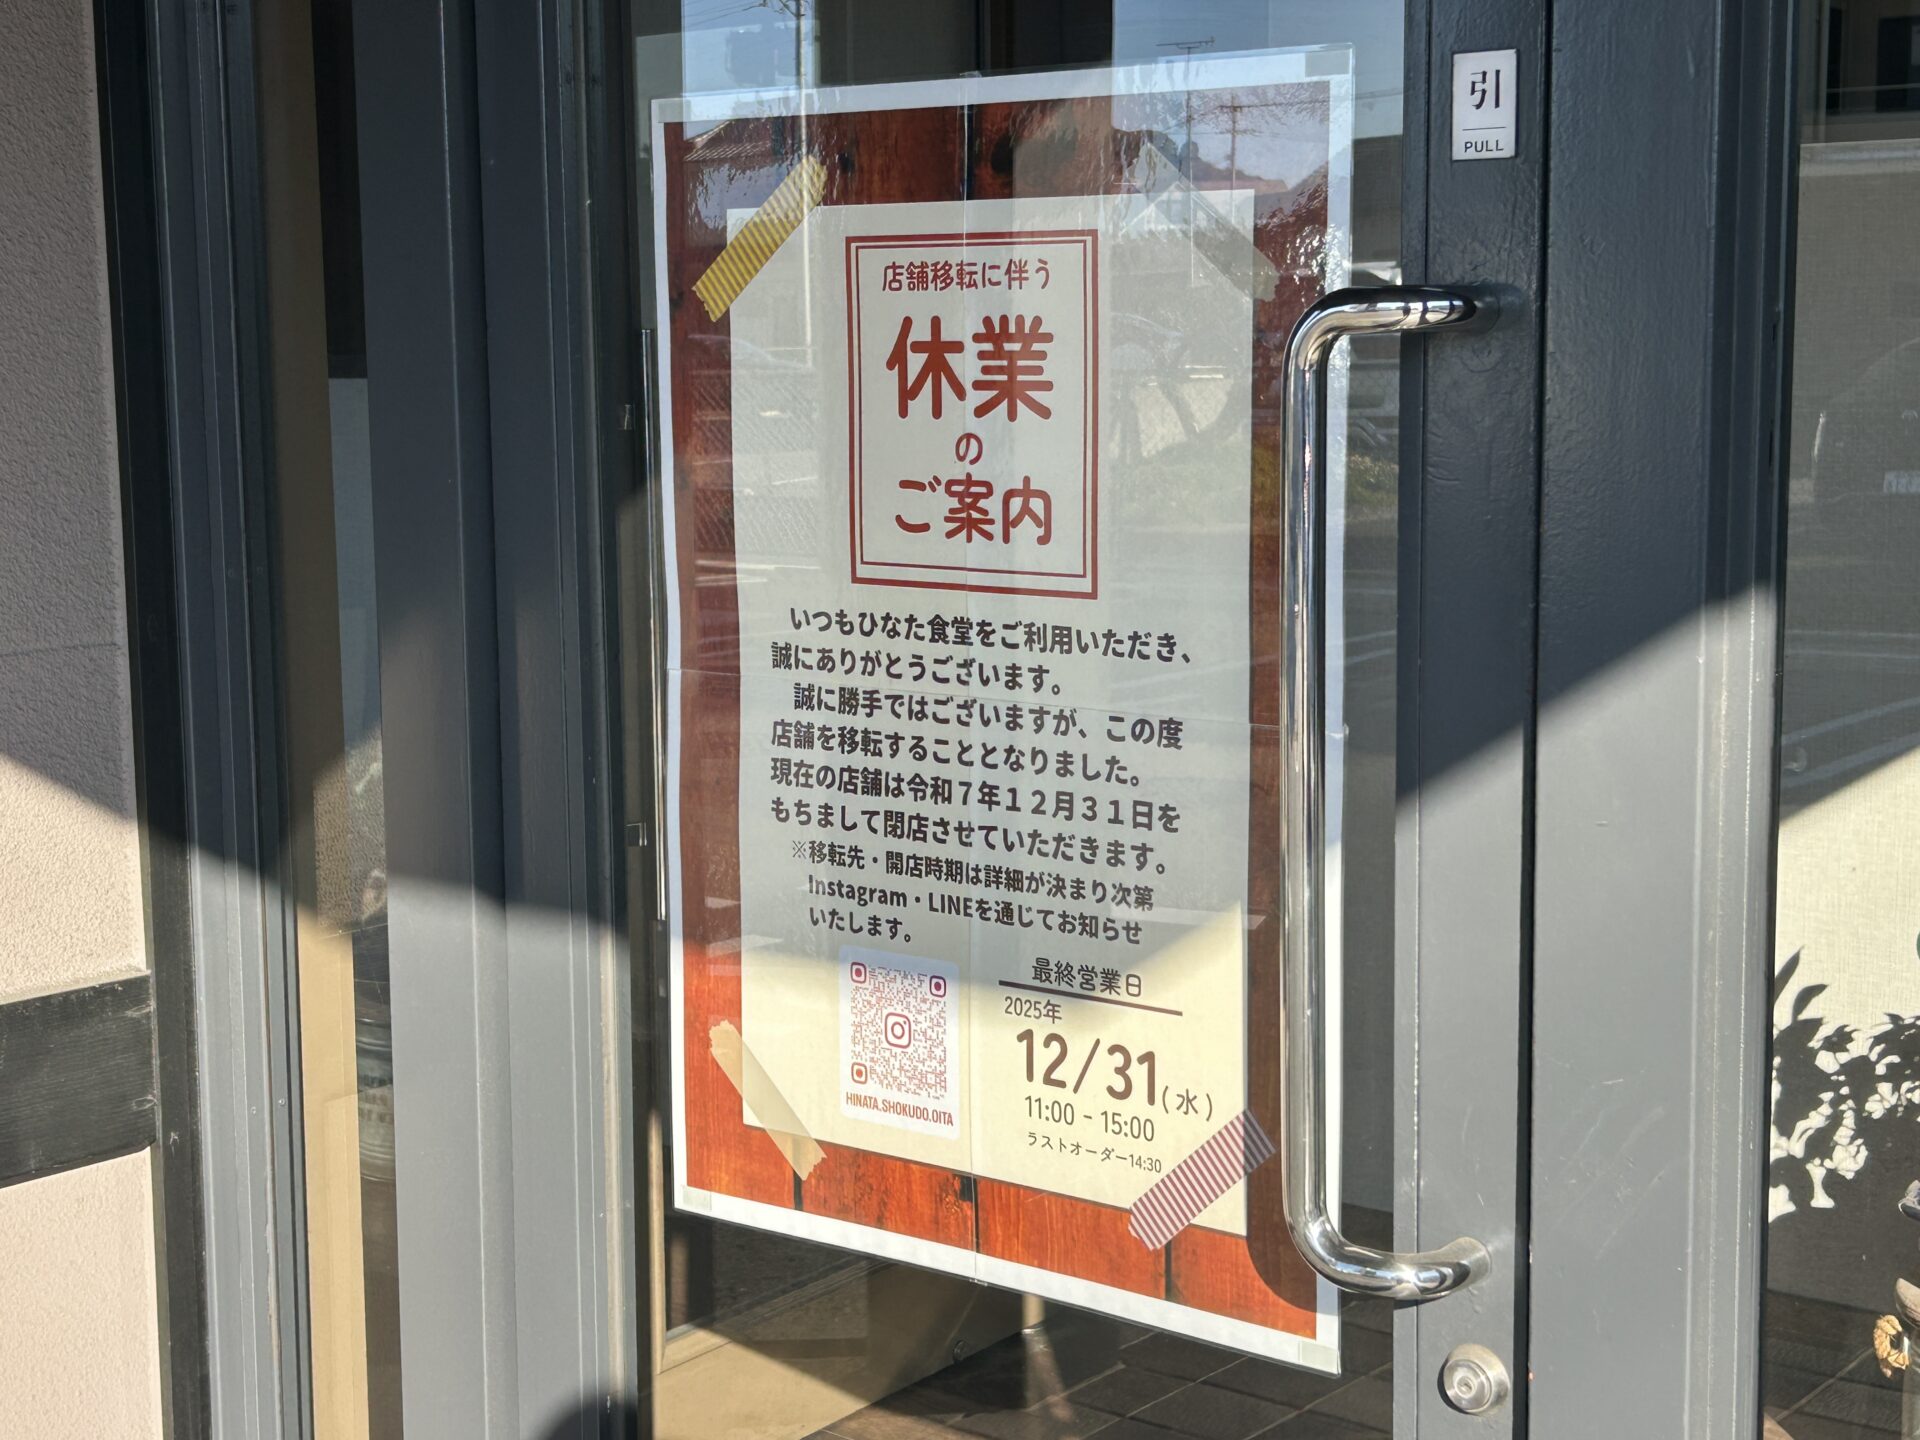 引
PULL
店舗移転に伴う
休業
の
ご案内
いつもひなた食堂をご利用いただき、
誠にありがとうございます。
誠に勝手ではございますが、この度
店舗を移転することとなりました。
現在の店舗は令和7年12月31日を
もちまして閉店させていただきます。
※移転先・開店時期は詳細が決まり次第
Instagram・LINEを通じてお知らせ
いたします。
HINATA.SHOKUDO.OITA
最終営業日
2025年
12/31(水)
11:00 - 15:00
ラストオーダー14:30